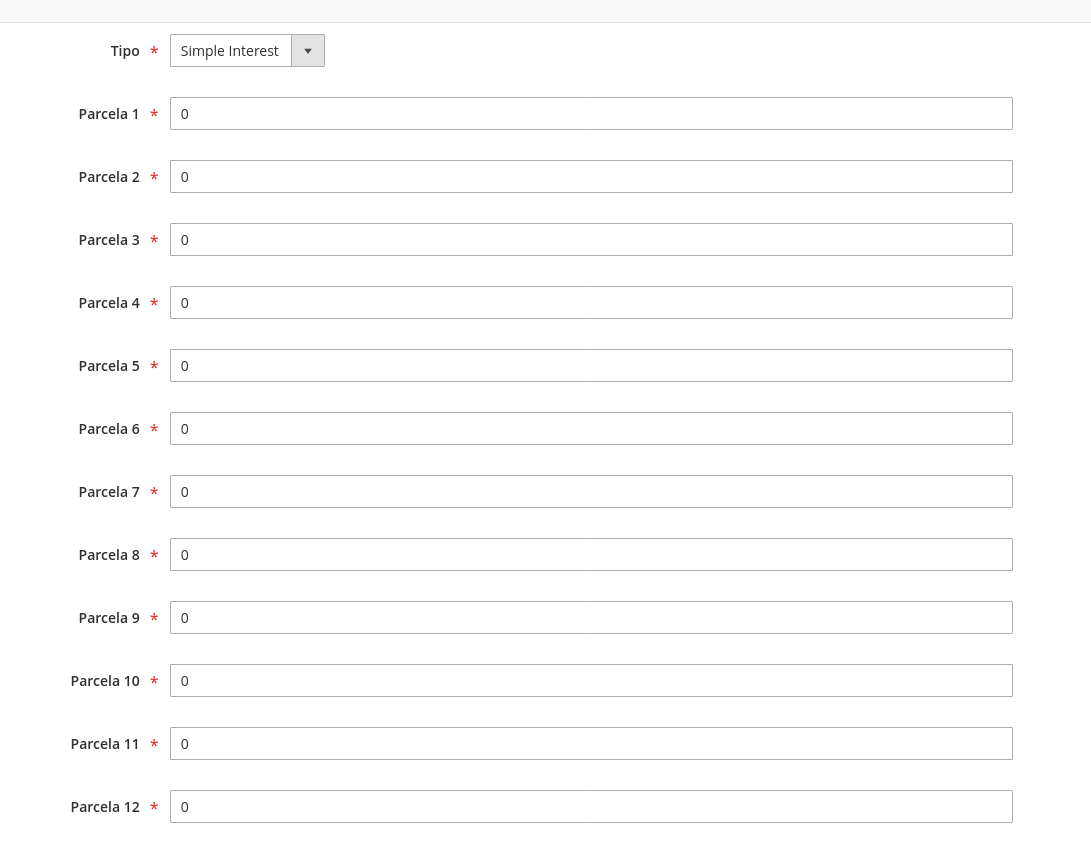 Tipo * Simple Interest
Parcela 1 * 0
Parcela 2 * 0
Parcela 3 * 0
Parcela 4 * 0
Parcela 5 * 0
Parcela 6 * 0
Parcela 7 * 0
Parcela 8 * 0
Parcela 9 * 0
Parcela 10 * 0
Parcela 11 * 0
Parcela 12 * 0